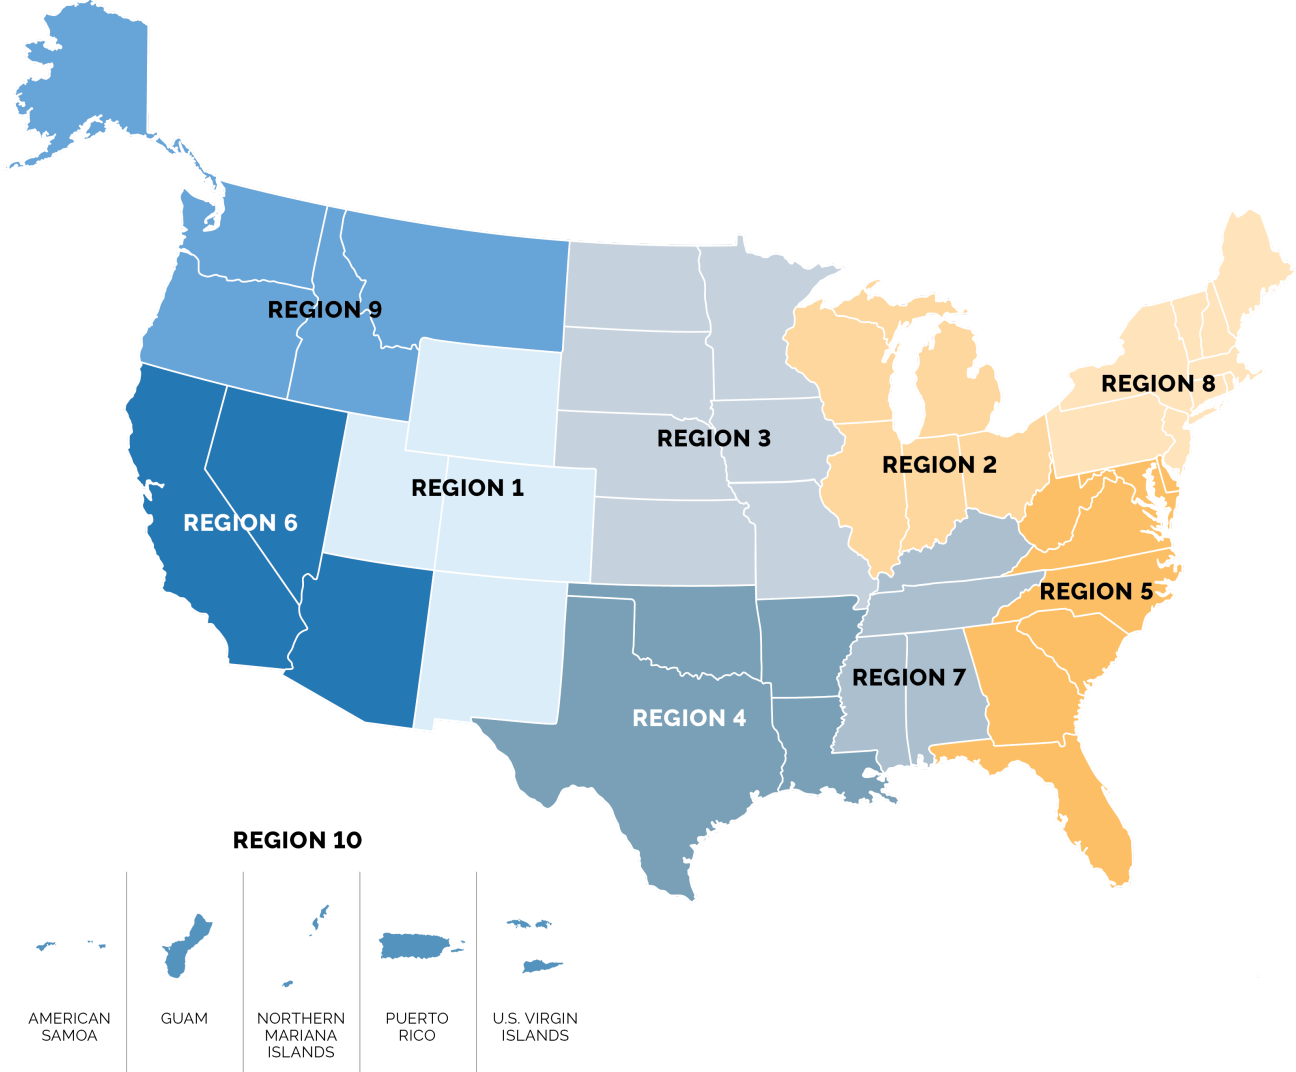 REGION 9
REGION 8
REGION 3
REGION 2
REGION 1
REGION 6
REGION 5
REGION 7
REGION 4
REGION 10
AMERICAN
SAMOA
GUAM
NORTHERN
MARIANA
ISLANDS
PUERTO
RICO
U.S. VIRGIN
ISLANDS